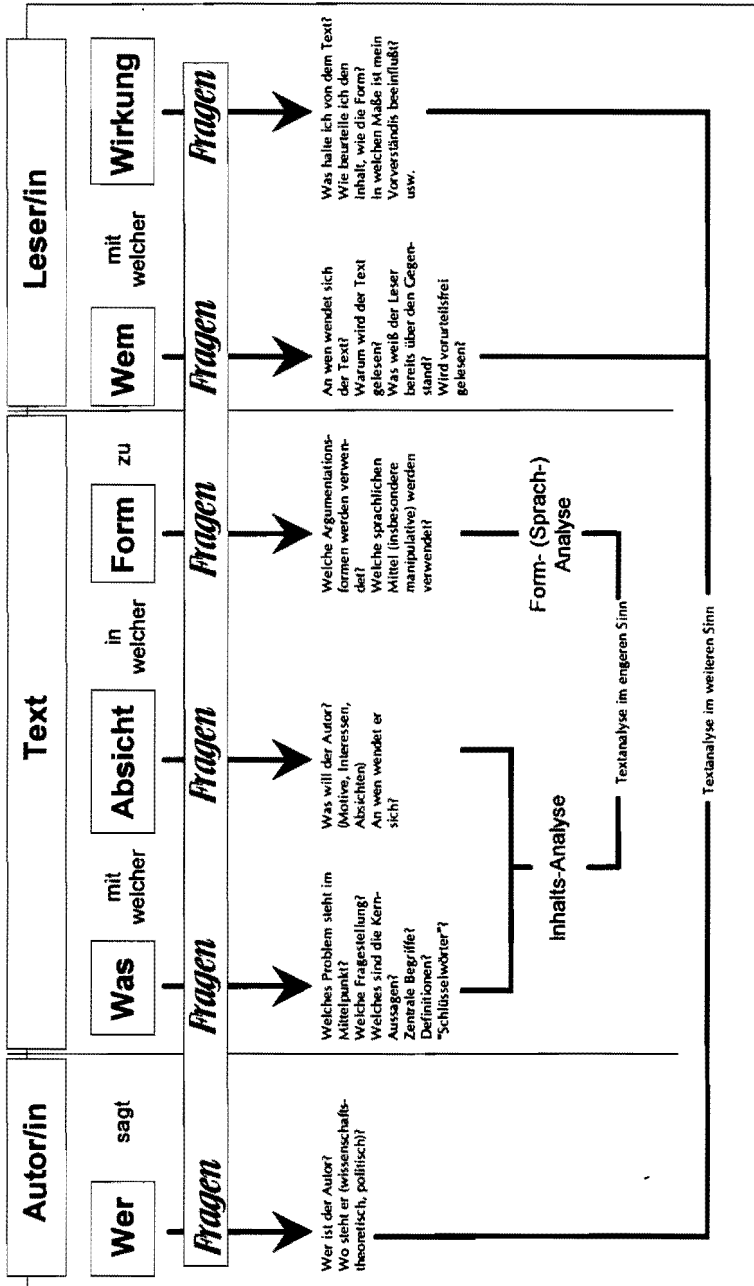 Autor/in
Text
Leser/in
Wer
sagt
Was
mit
welcher
Absicht
in
welcher
Form
zu
Wem
mit
welcher
Wirkung
Fragen
Fragen
Fragen
Fragen
Fragen
Fragen
Wer ist der Autor?
Wo steht er (wissenschafts-
theoretisch, politisch)?
Welches Problem steht im
Mittelpunkt?
Welche Fragestellung?
Welches sind die Kern-
Aussagen?
Zentrale Begriffe?
Definitionen?
"Schlüsselwörter"?
Was will der Autor?
(Motive, Interessen,
Absichten)
An wen wendet er
sich?
Welche Argumentations-
formen werden verwen-
det?
Welche sprachlichen
Mittel (insbesondere
manipulative) werden
verwendet?
An wen wendet sich
der Text?
Warum wird der Text
gelesen?
Was weiß der Leser
bereits über den Gegen-
stand?
Wird vorurteilsfrei
gelesen?
Was halte ich von dem Text?
Wie beurteile ich den
Inhalt, wie die Form?
In welchen Maße ist mein
Vorverständis beeinflußt?
usw.
Inhalts-Analyse
Form- (Sprach-)
Analyse
Textanalyse im engeren Sinn
Textanalyse im weiteren Sinn